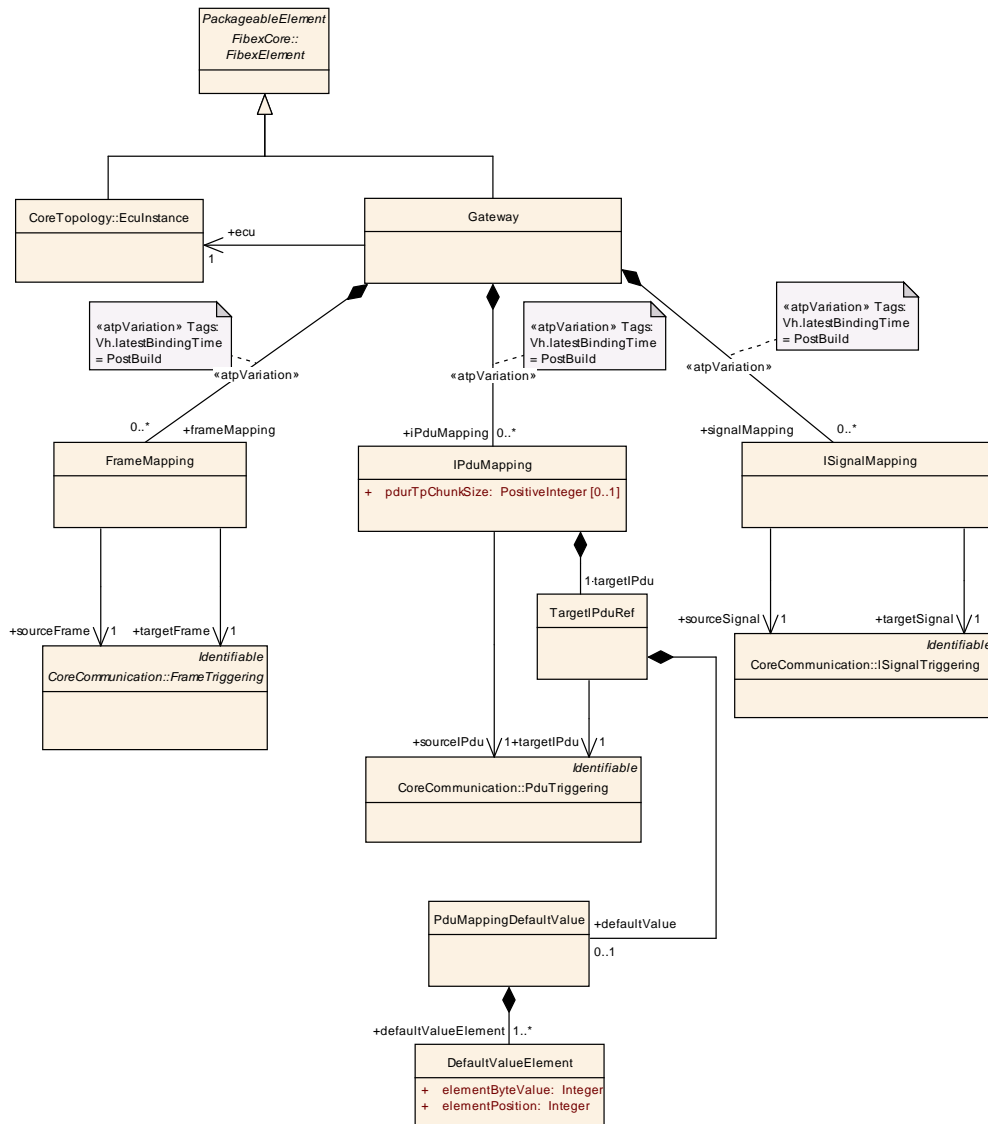 PackageableElement
FibexCore::
FibexElement
CoreTopology::EcuInstance
Gateway
+ecu
1
«atpVariation» Tags:
Vh.latestBindingTime
= PostBuild
«atpVariation» Tags:
Vh.latestBindingTime
= PostBuild
«atpVariation» Tags:
Vh.latestBindingTime
= PostBuild
«atpVariation»
«atpVariation»
«atpVariation»
0..*
+frameMapping
+iPduMapping
0..*
+signalMapping
0..*
FrameMapping
IPduMapping
+ pdurTpChunkSize: PositiveInteger [0..1]
ISignalMapping
1
+targetIPdu
TargetIPduRef
+sourceFrame
1
+targetFrame
1
+sourceSignal
1
+targetSignal
1
Identifiable
CoreCommunication::FrameTriggering
Identifiable
CoreCommunication::ISignalTriggering
+sourceIPdu
1
+targetIPdu
1
Identifiable
CoreCommunication::PduTriggering
PduMappingDefaultValue
+defaultValue
0..1
+defaultValueElement
1..*
DefaultValueElement
+ elementByteValue: Integer
+ elementPosition: Integer